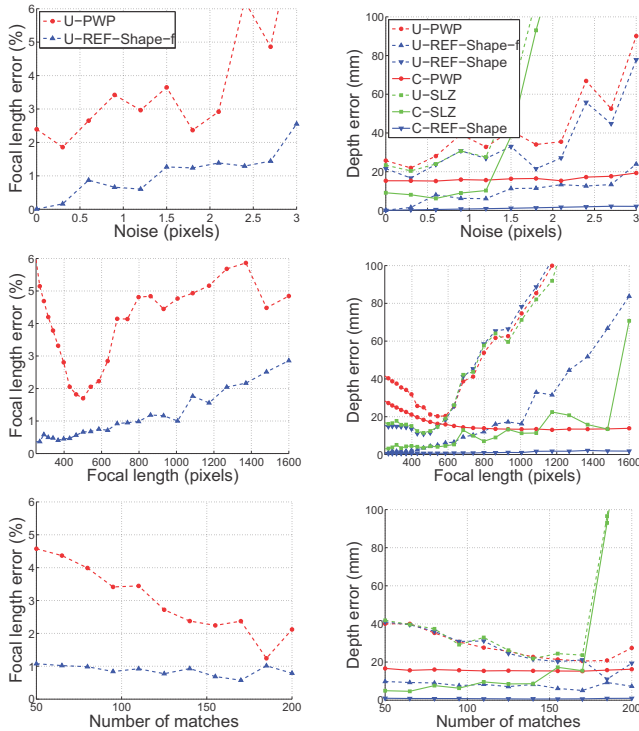 6
5
4
3
2
1
0
0 0.5 1 1.5 2 2.5 3
Focal length error (%)
Noise (pixels)
U-PWP
U-REF-Shape-f
100
80
60
40
20
0
0 0.5 1 1.5 2 2.5 3
Depth error (mm)
Noise (pixels)
U-PWP
U-REF-Shape-f
U-REF-Shape
C-PWP
U-SLZ
C-SLZ
C-REF-Shape
6
5
4
3
2
1
0
400 600 800 1000 1200 1400 1600
Focal length error (%)
Focal length (pixels)
100
80
60
40
20
0
400 600 800 1000 1200 1400 1600
Depth error (mm)
Focal length (pixels)
6
5
4
3
2
1
0
50 100 150 200
Focal length error (%)
Number of matches
100
80
60
40
20
0
50 100 150 200
Depth error (mm)
Number of matches